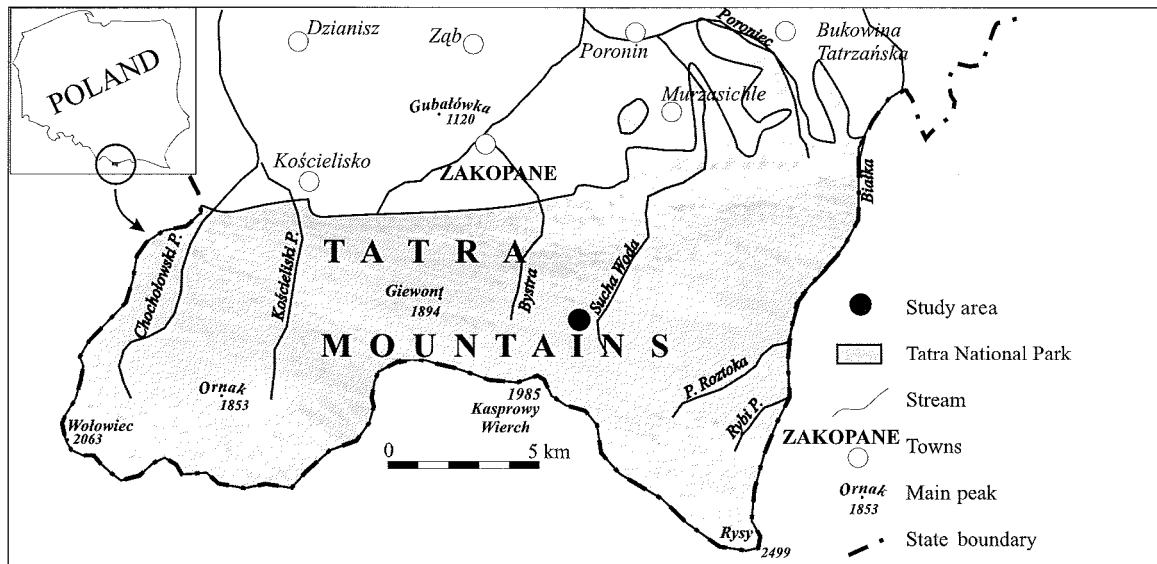 POLAND
Dzianisz
Ząb
Poronin
Poroniec
Bukowina
Tatrzańska
Gubałówka
1120
Murzasichle
Kościelisko
ZAKOPANE
Białka
Chochołowski P.
Kościeliski P.
TATRA
Bystra
Sucha Woda
Giewont
1894
MOUNTAINS
Ornak
1853
1985
Kasprowy
Wierch
P. Roztoka
Rybi P.
Wołowiec
2063
0 5 km
Rysy
2499
Study area
Tatra National Park
Stream
ZAKOPANE
Towns
Ornak
1853
Main peak
State boundary